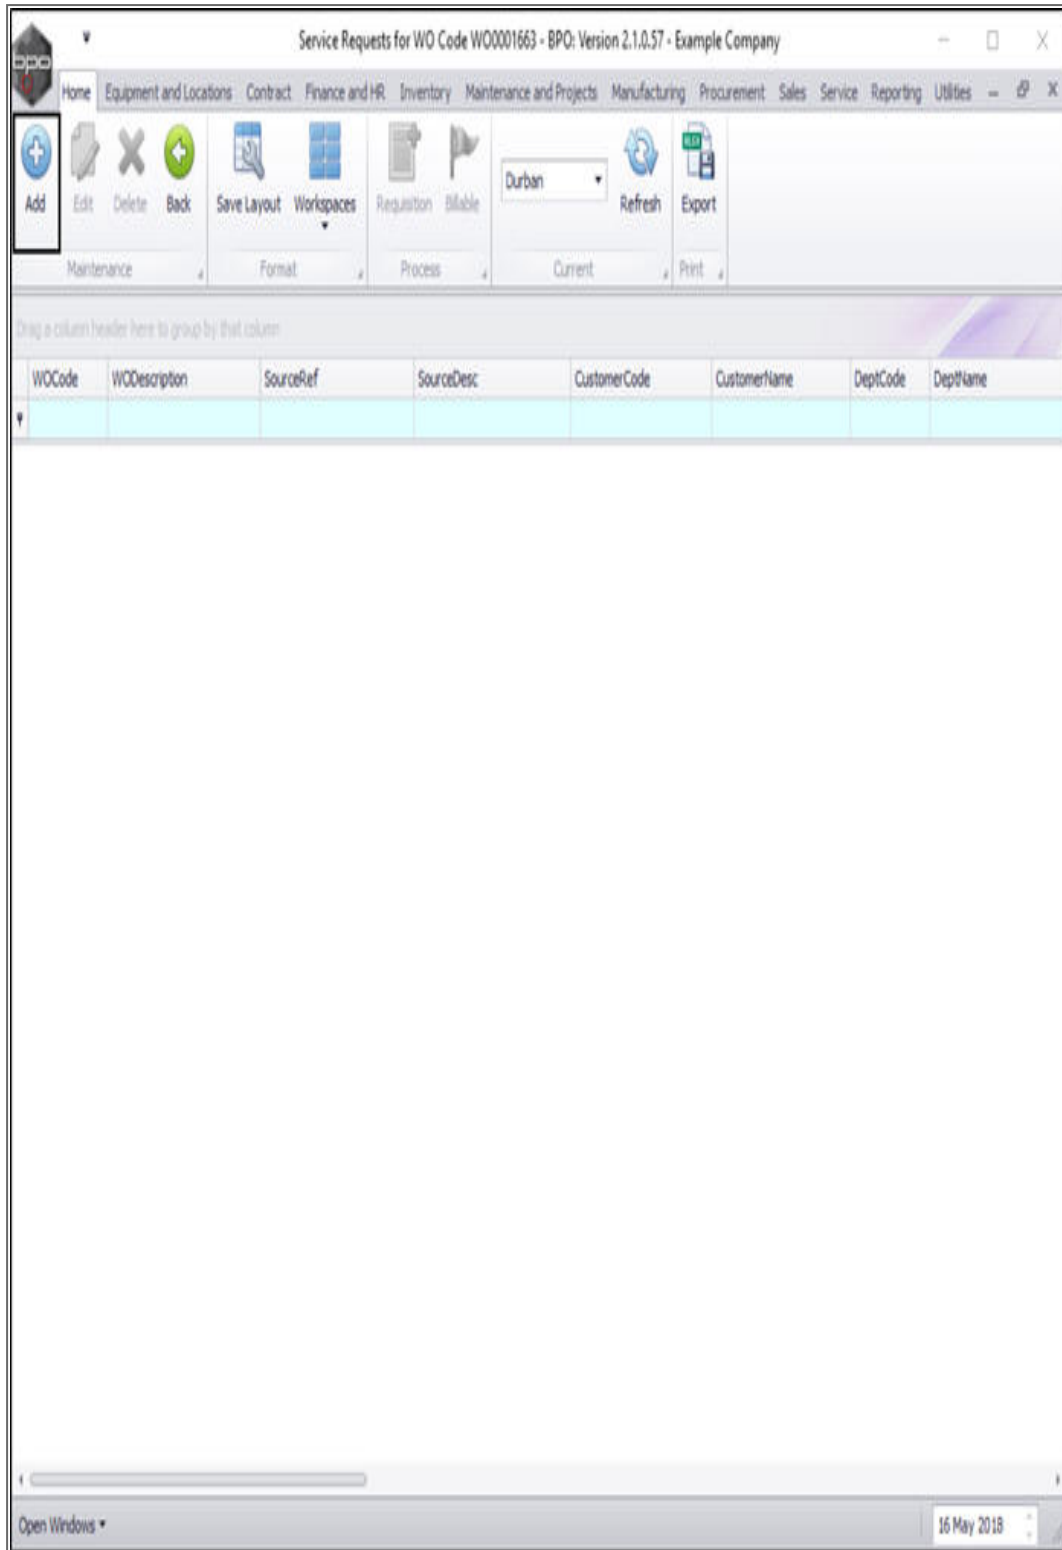 Service Requests for WO Code WO0001663 - BPO: Version 2.1.0.57 - Example Company
bpo
Home Equipment and Locations Contract Finance and HR Inventory Maintenance and Projects Manufacturing Procurement Sales Service Reporting Utilities
Add Edit Delete Back Save Layout Workspaces Requisition Billable Durban Refresh Export
Maintenance Format Process Current Print
Drag a column header here to group by that column
WOCode WODescription SourceRef SourceDesc CustomerCode CustomerName DeptCode DeptName
Open Windows 16 May 2018